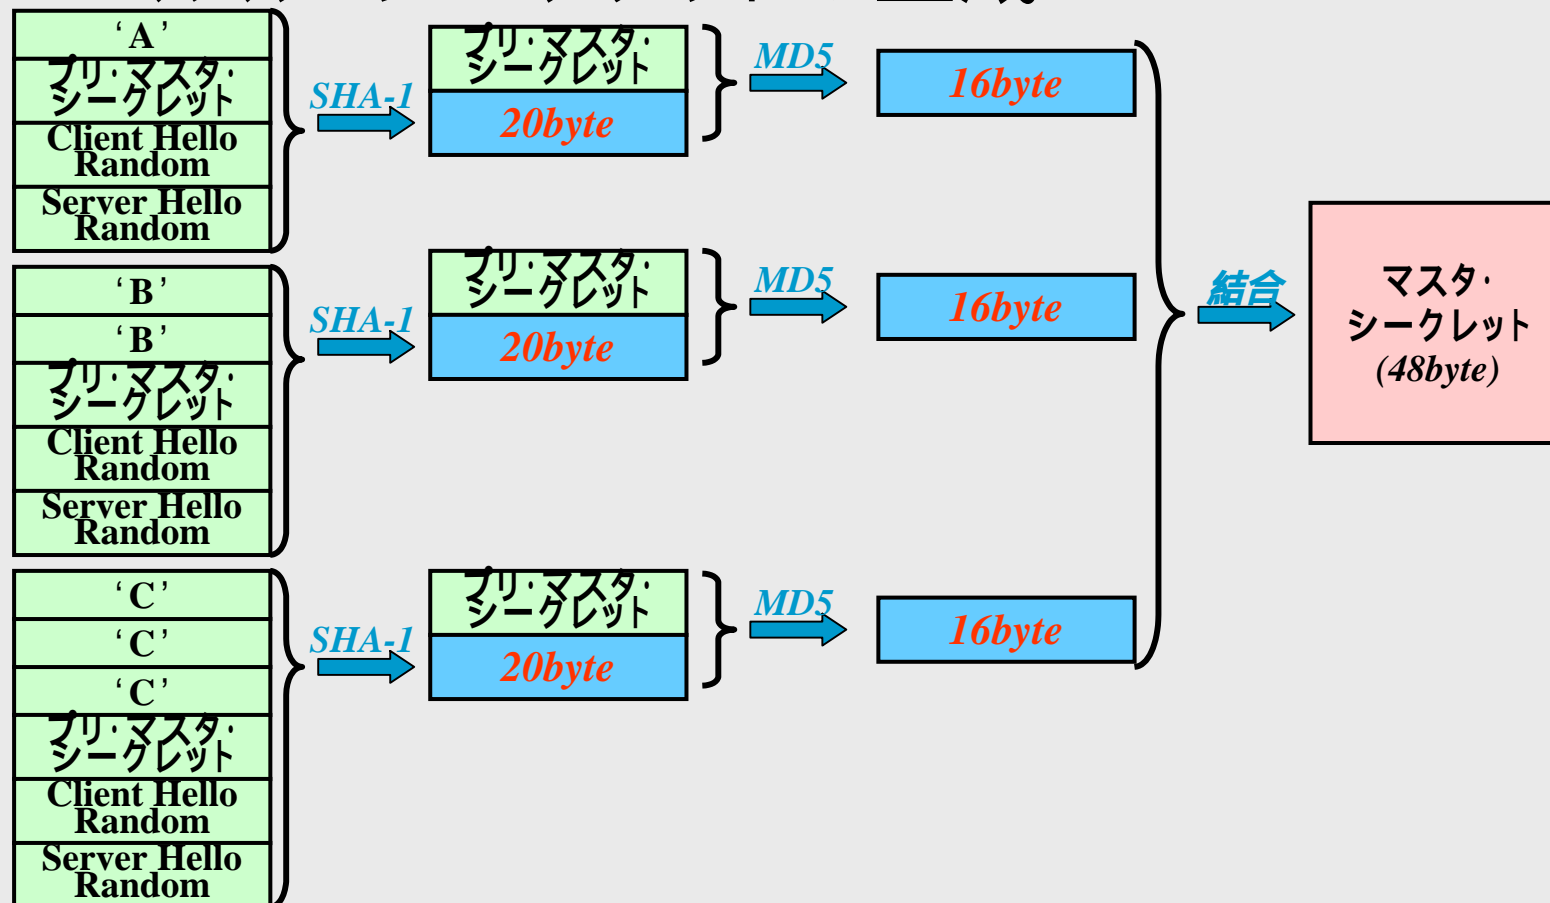 ‘A’
プリ・マスタ・
シークレット
Client Hello
Random
Server Hello
Random
SHA-1
プリ・マスタ・
シークレット
20byte
MD5
16byte
‘B’
‘B’
プリ・マスタ・
シークレット
Client Hello
Random
Server Hello
Random
SHA-1
プリ・マスタ・
シークレット
20byte
MD5
16byte
‘C’
‘C’
‘C’
プリ・マスタ・
シークレット
Client Hello
Random
Server Hello
Random
SHA-1
プリ・マスタ・
シークレット
20byte
MD5
16byte
結合
マスタ・
シークレット
(48byte)